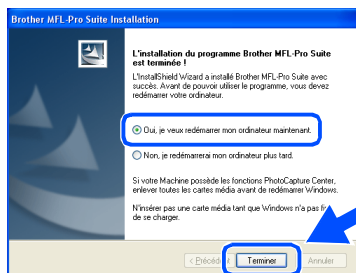 Brother MFL-Pro Suite Installation
L'installation du programme Brother MFL-Pro Suite
est terminée !
L'InstallShield Wizard a installé Brother MFL-Pro Suite avec
succès. Avant de pouvoir utiliser le programme, vous devez
redémarrer votre ordinateur.
Oui, je veux redémarrer mon ordinateur maintenant.
Non, je redémarrerai mon ordinateur plus tard.
Si votre Machine possède les fonctions PhotoCapture Center,
enlever toutes les cartes média avant de redémarrer Windows.
N'insérer pas une carte média tant que Windows n'a pas
de se charger.
Terminer
Annuler